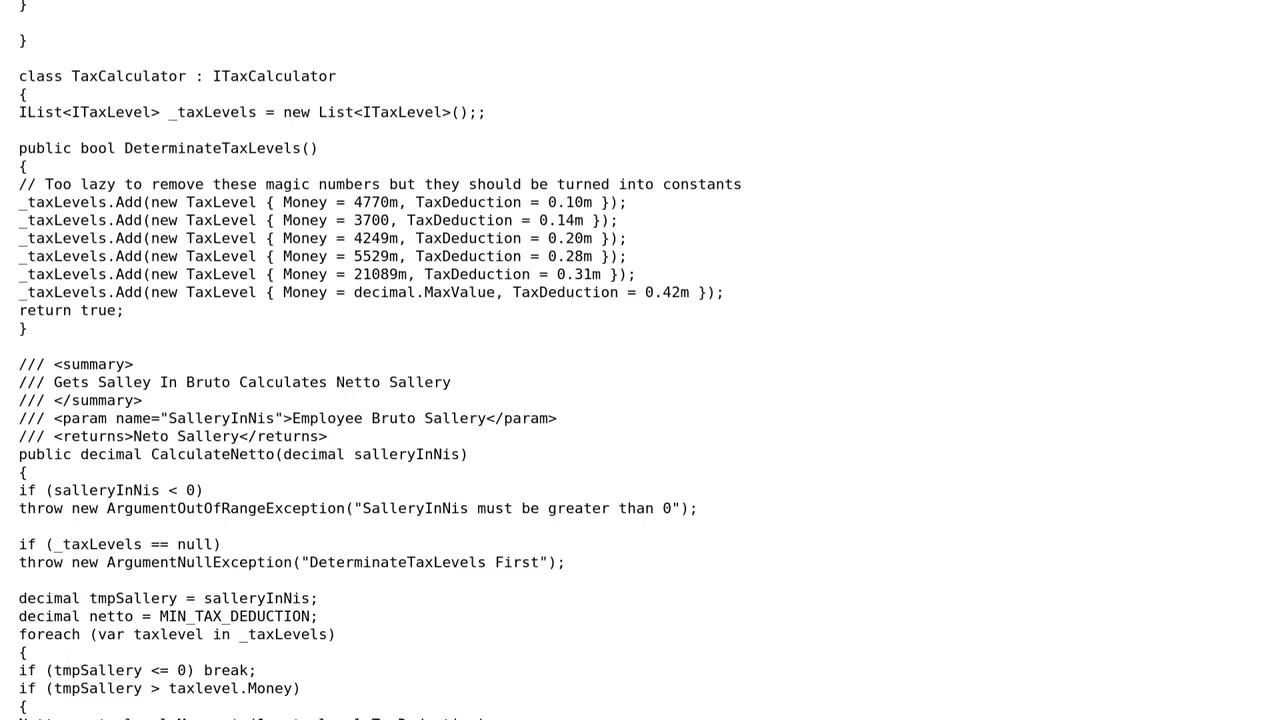 }
}
class TaxCalculator : ITaxCalculator
{
IList<ITaxLevel> _taxLevels = new List<ITaxLevel>();;
public bool DeterminateTaxLevels()
{
// Too lazy to remove these magic numbers but they should be turned into constants
_taxLevels.Add(new TaxLevel { Money = 4770m, TaxDeduction = 0.10m });
_taxLevels.Add(new TaxLevel { Money = 3700, TaxDeduction = 0.14m });
_taxLevels.Add(new TaxLevel { Money = 4249m, TaxDeduction = 0.20m });
_taxLevels.Add(new TaxLevel { Money = 5529m, TaxDeduction = 0.28m });
_taxLevels.Add(new TaxLevel { Money = 21089m, TaxDeduction = 0.31m });
_taxLevels.Add(new TaxLevel { Money = decimal.MaxValue, TaxDeduction = 0.42m });
return true;
}
/// <summary>
/// Gets Salley In Bruto Calculates Netto Sallery
/// </summary>
/// <param name="SalleryInNis">Employee Bruto Sallery</param>
/// <returns>Neto Sallery</returns>
public decimal CalculateNetto(decimal salleryInNis)
{
if (salleryInNis < 0)
throw new ArgumentOutOfRangeException("SalleryInNis must be greater than 0");
if (_taxLevels == null)
throw new ArgumentNullException("DeterminateTaxLevels First");
decimal tmpSallery = salleryInNis;
decimal netto = MIN_TAX_DEDUCTION;
foreach (var taxlevel in _taxLevels)
{
if (tmpSallery <= 0) break;
if (tmpSallery > taxlevel.Money)
{